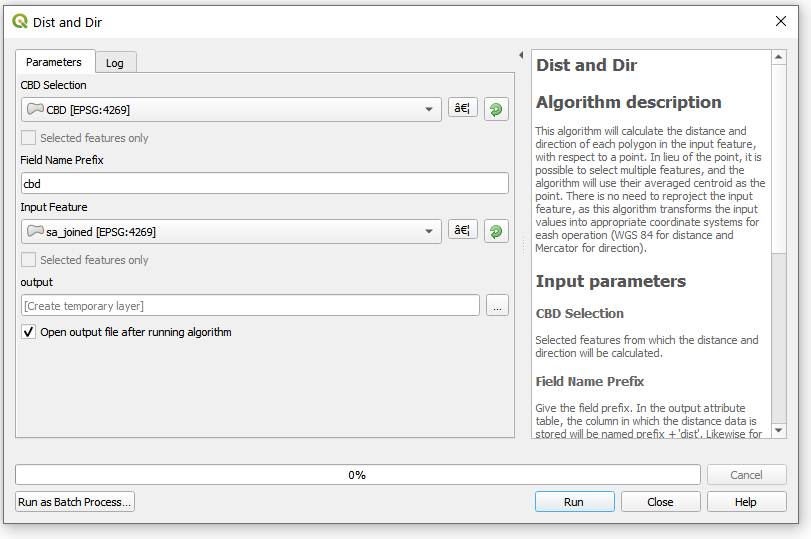 Dist and Dir
Parameters
Log
CBD Selection
CBD [EPSG:4269]
â€¦
Selected features only
Field Name Prefix
cbd
Input Feature
sa_joined [EPSG:4269]
â€¦
Selected features only
output
[Create temporary layer]
...
Open output file after running algorithm
Dist and Dir
Algorithm description
This algorithm will calculate the distance and
direction of each polygon in the input feature,
with respect to a point. In lieu of the point, it is
possible to select multiple features, and the
algorithm will use their averaged centroid as the
point. There is no need to reproject the input
feature, as this algorithm transforms the input
values into appropriate coordinate systems for
eash operation (WGS 84 for distance and
Mercator for direction).
Input parameters
CBD Selection
Selected features from which the distance and
direction will be calculated.
Field Name Prefix
Give the field prefix. In the output attribute
table, the column in which the distance data is
stored will be named prefix + 'dist'. Likewise for
0%
Cancel
Run as Batch Process...
Run
Close
Help